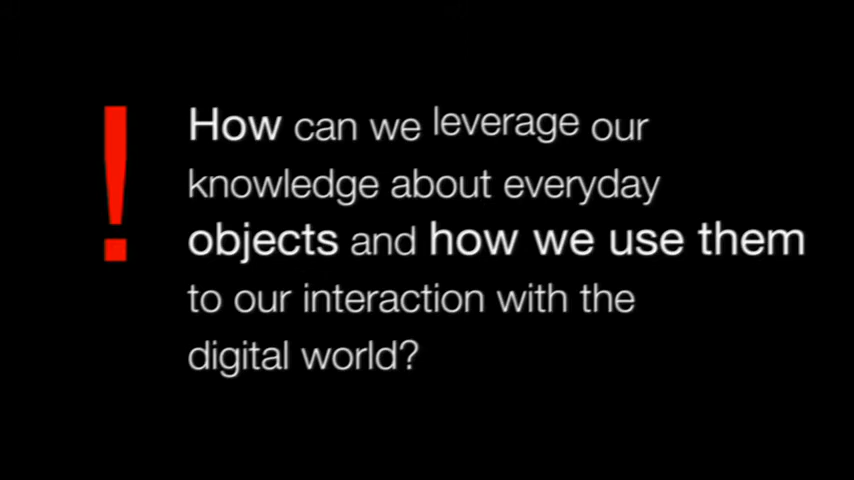 ! How can we leverage our
knowledge about everyday
objects and how we use them
to our interaction with the
digital world?